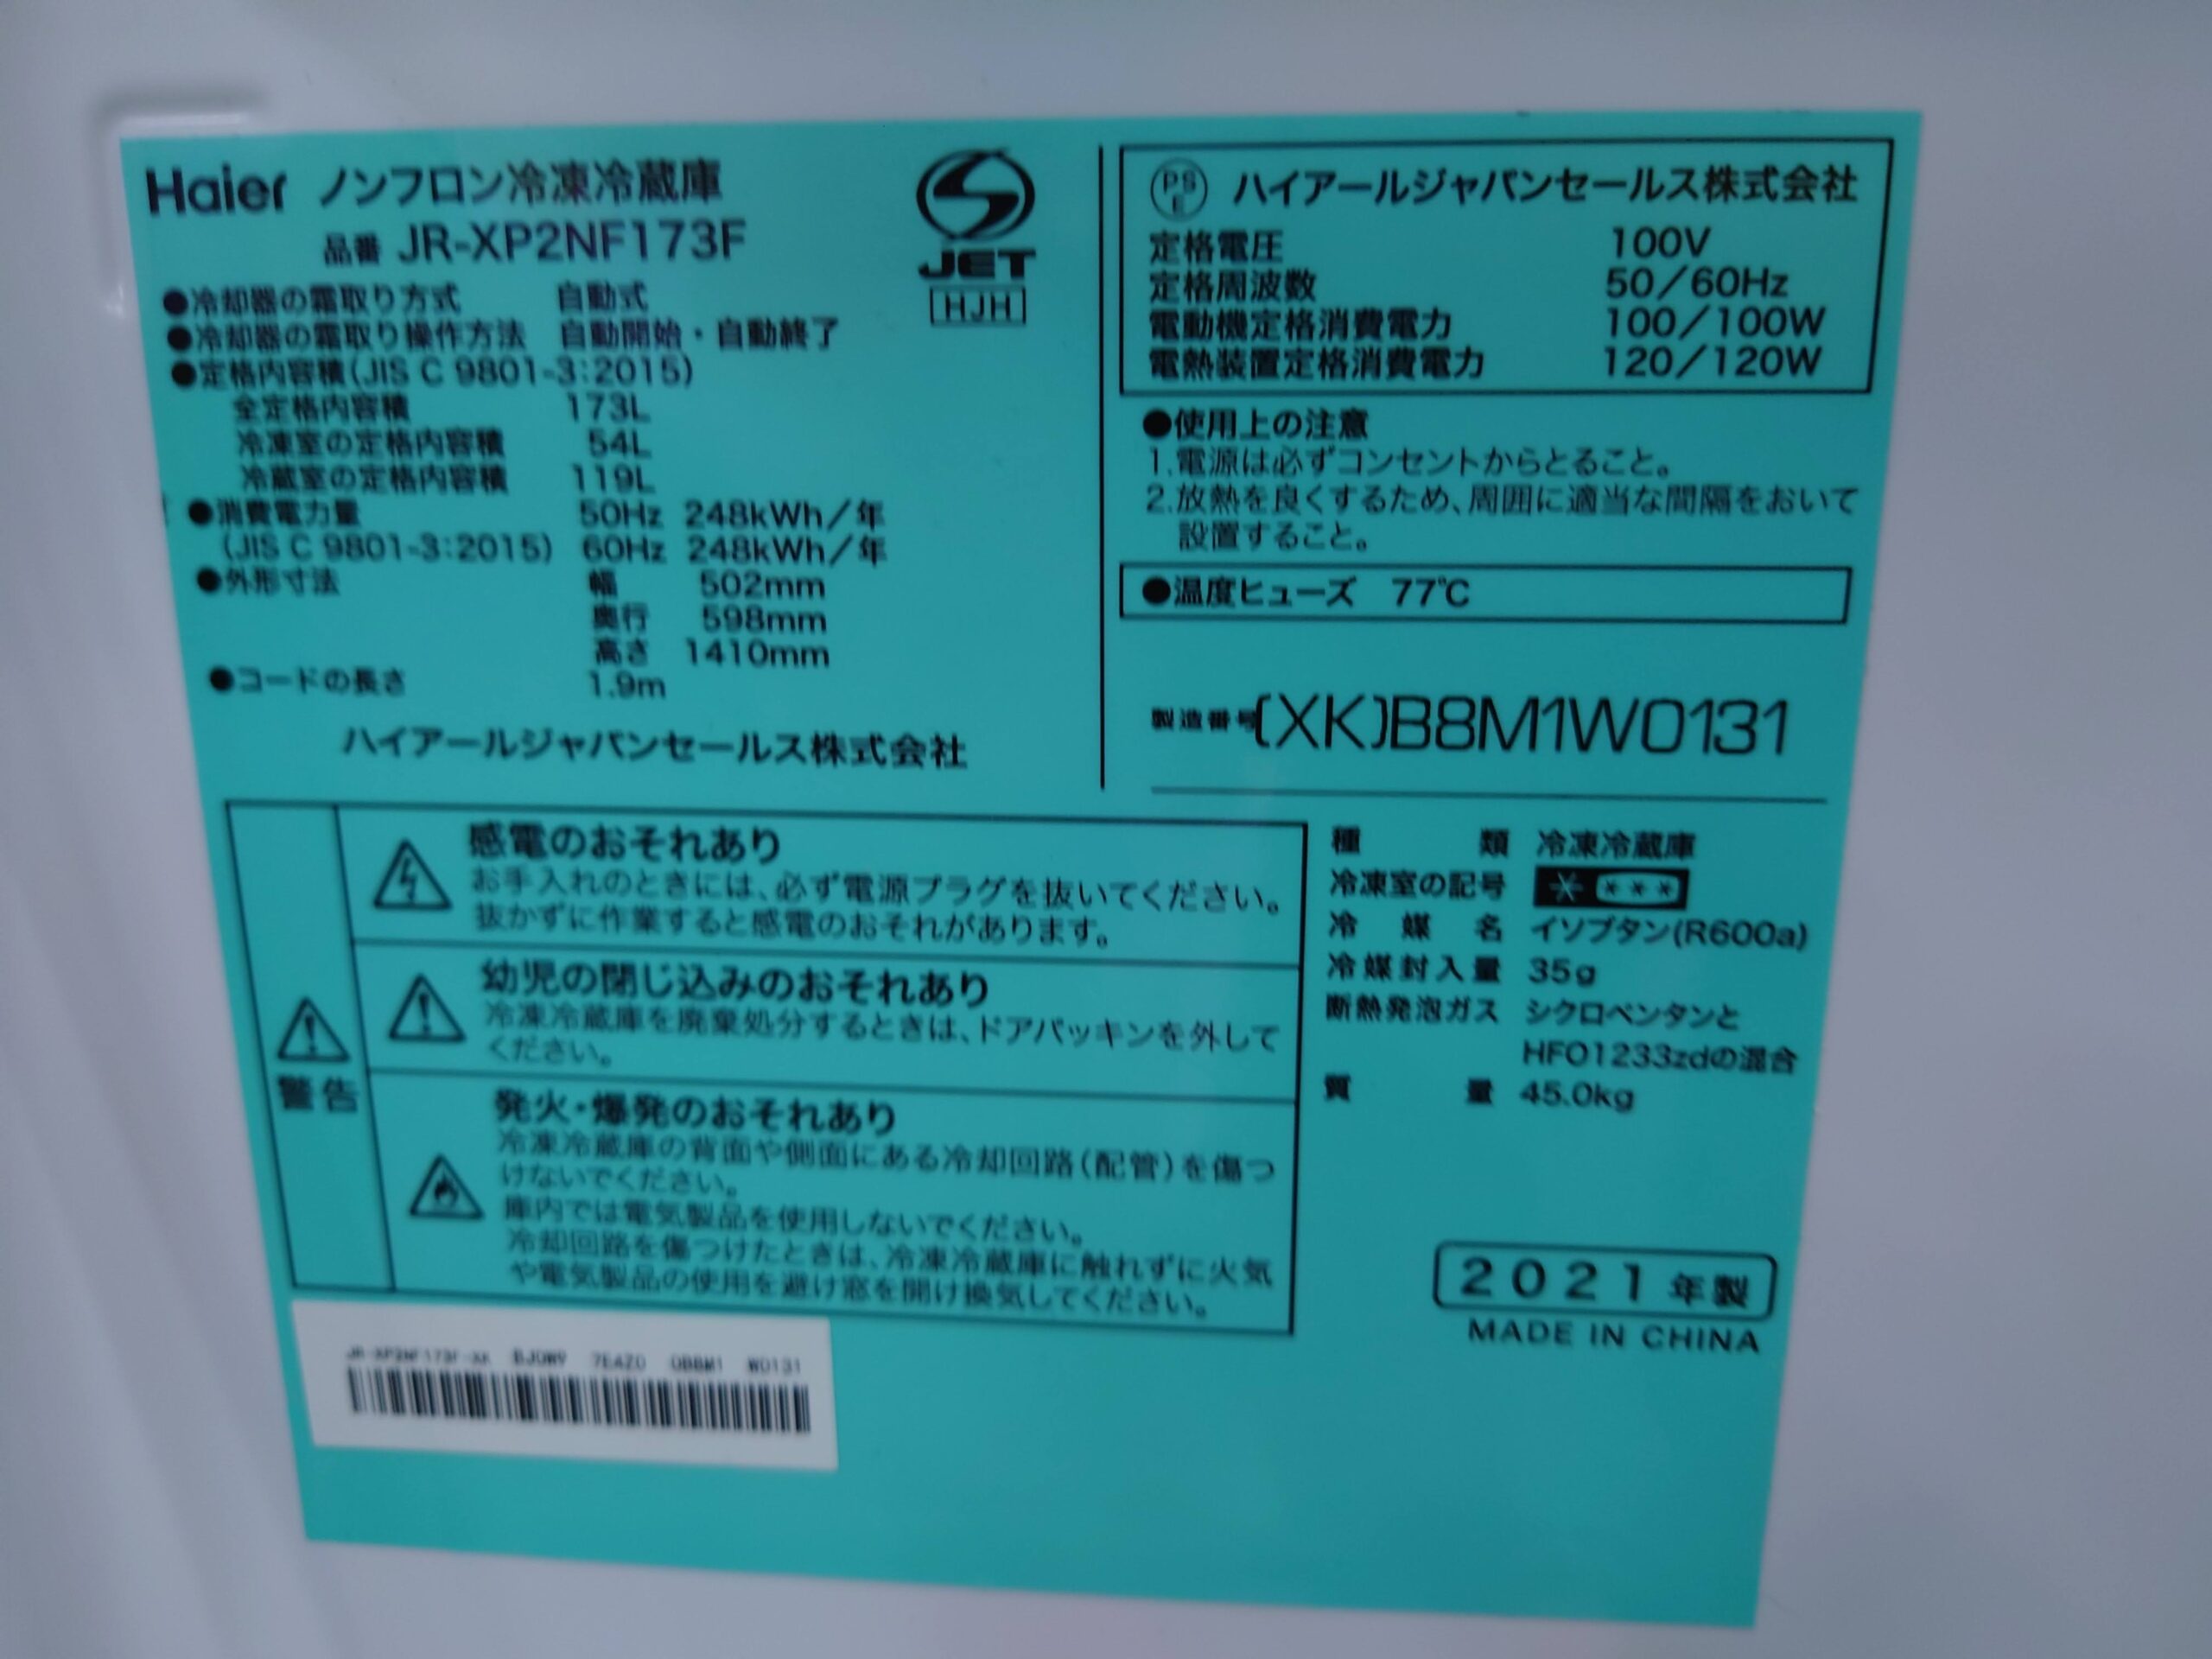 Haier ノンフロン冷凍冷蔵庫
品番 JR-XP2NF173F
●冷却器の霜取り方式 自動式
●冷却器の霜取り操作方法 自動開始・自動終了
●定格内容積(JIS C 9801-3:2015)
全定格内容積 173L
冷凍室の定格内容積 54L
冷蔵室の定格内容積 119L
●消費電力量 50Hz 248kWh/年
(JIS C 9801-3:2015) 60Hz 248kWh/年
●外形寸法 幅 502mm
奥行 598mm
高さ 1410mm
●コードの長さ 1.9m
ハイアールジャパンセールス株式会社
JET
HJH
PSE ハイアールジャパンセールス株式会社
定格電圧 100V
定格周波数 50/60Hz
電動機定格消費電力 100/100W
電熱装置定格消費電力 120/120W
●使用上の注意
1.電源は必ずコンセントからとること。
2.放熱を良くするため、周囲に適当な間隔をおいて
設置すること。
●温度ヒューズ 77℃
製造番号(XK)B8M1W0131
警告
感電のおそれあり
お手入れのときには、必ず電源プラグを抜いてください。
抜かずに作業すると感電のおそれがあります。
幼児の閉じ込みのおそれあり
冷凍冷蔵庫を廃棄処分するときは、ドアパッキンを外して
ください。
発火・爆発のおそれあり
冷凍冷蔵庫の背面や側面にある冷却回路(配管)を傷つ
けないでください。
庫内では電気製品を使用しないでください。
冷却回路を傷つけたときは、冷凍冷蔵庫に触れずに火気
や電気製品の使用を避け窓を開け換気してください。
種類 冷凍冷蔵庫
冷凍室の記号 * ***
冷媒名 イソブタン(R600a)
冷媒封入量 35g
断熱発泡ガス シクロペンタンと
HFO1233zdの混合
質量 45.0kg
2021年製
MADE IN CHINA
JR-XP2NF173F-XK BJ0W9 7E4Z0 0B8M1 W0131